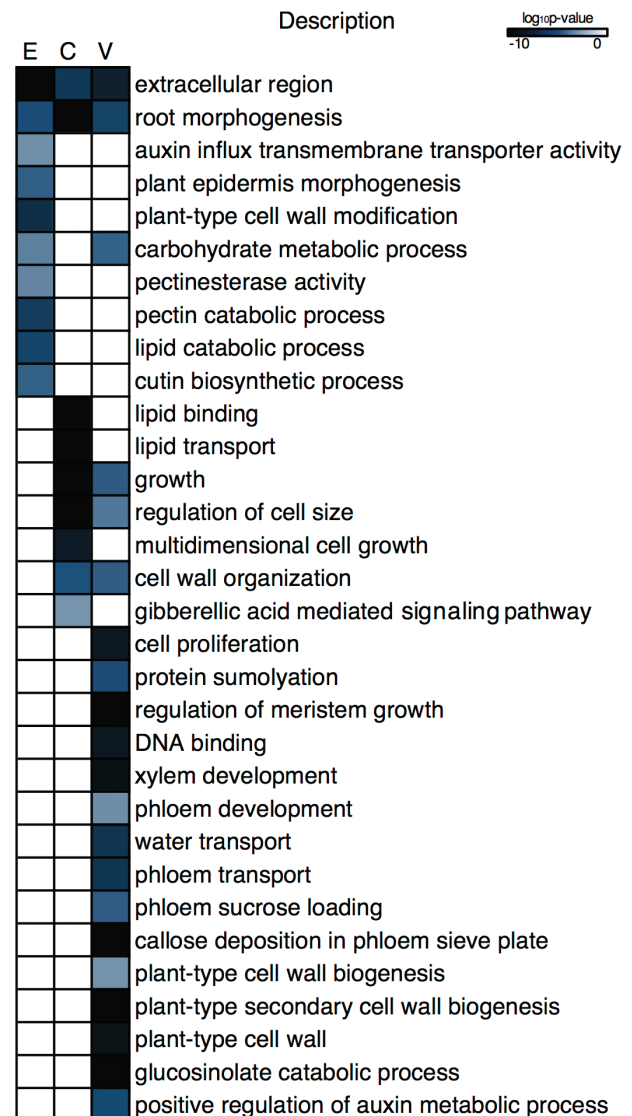 Description
log₁₀p-value
-10 0
E C V
extracellular region
root morphogenesis
auxin influx transmembrane transporter activity
plant epidermis morphogenesis
plant-type cell wall modification
carbohydrate metabolic process
pectinesterase activity
pectin catabolic process
lipid catabolic process
cutin biosynthetic process
lipid binding
lipid transport
growth
regulation of cell size
multidimensional cell growth
cell wall organization
gibberellic acid mediated signaling pathway
cell proliferation
protein sumolyation
regulation of meristem growth
DNA binding
xylem development
phloem development
water transport
phloem transport
phloem sucrose loading
callose deposition in phloem sieve plate
plant-type cell wall biogenesis
plant-type secondary cell wall biogenesis
plant-type cell wall
glucosinolate catabolic process
positive regulation of auxin metabolic process